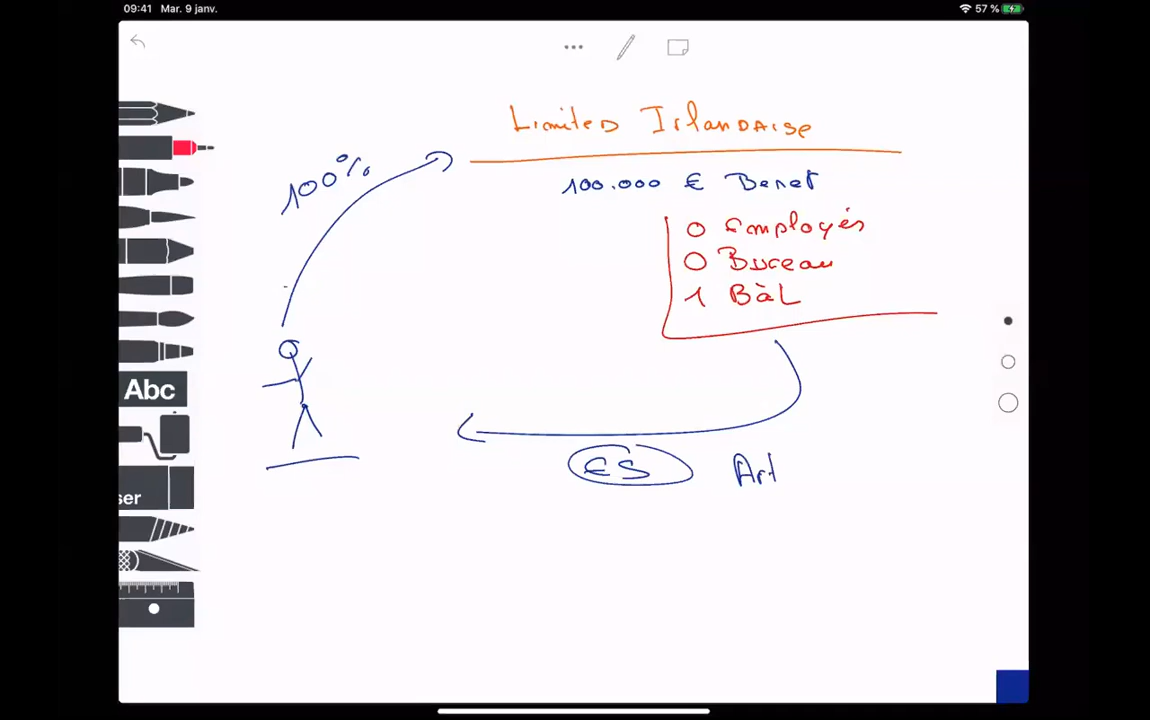 09:41 Mar. 9 janv.
57 %
Limited Irlandaise
100%
100.000 € Benef
0 Employés
0 Bureau
1 BàL
Abc
ES Art
ser